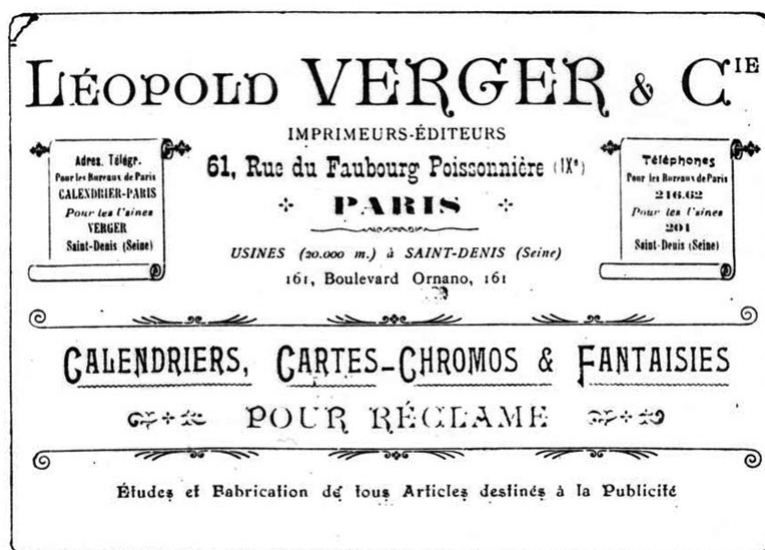 LÉOPOLD VERGER & CIE
IMPRIMEURS-ÉDITEURS
61, Rue du Faubourg Poissonnière (IXe)
PARIS
Adres. Télégr.
Pour les Bureaux de Paris
CALENDRIER-PARIS
Pour les Usines
VERGER
Saint-Denis (Seine)
Téléphones
Pour les Bureaux de Paris
216.62
Pour les Usines
201
Saint-Denis (Seine)
USINES (20.000 m.) à SAINT-DENIS (Seine)
161, Boulevard Ornano, 161
CALENDRIERS, CARTES-CHROMOS & FANTAISIES
POUR RÉCLAME
Études et Fabrication de tous Articles destinés à la Publicité